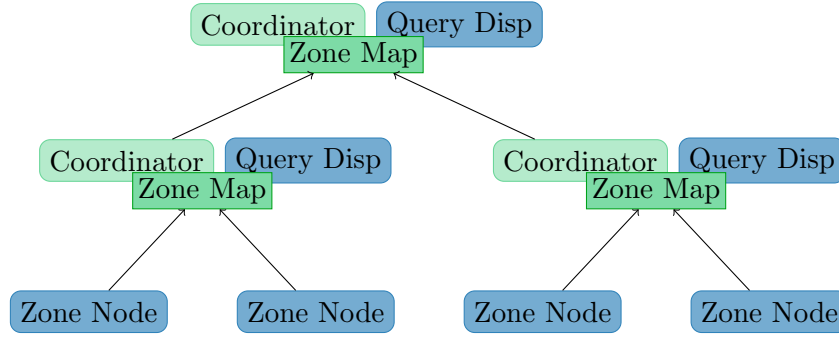 Coordinator Query Disp
Zone Map
Coordinator Query Disp Coordinator Query Disp
Zone Map Zone Map
Zone Node Zone Node Zone Node Zone Node